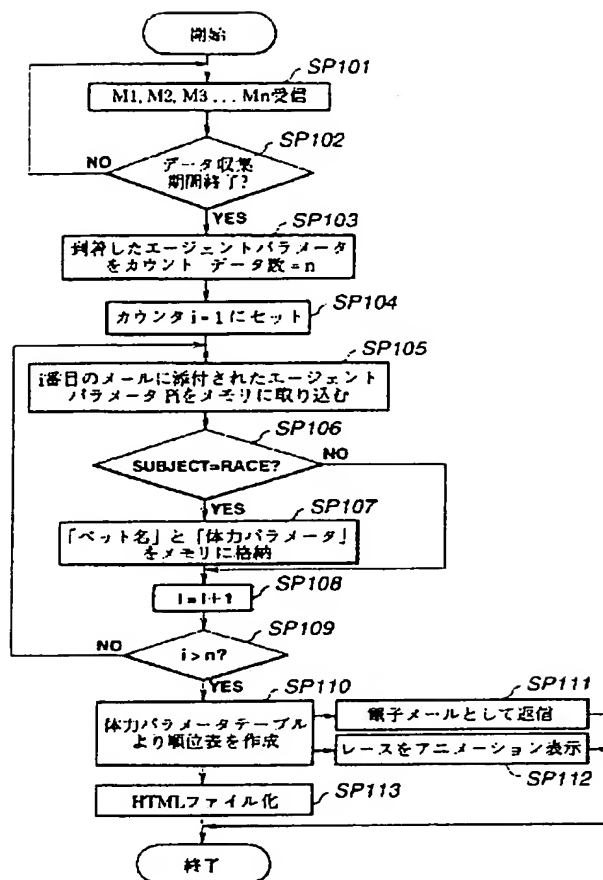 開始
SP101
M1, M2, M3 . . . Mn受信
SP102
NO
データ収集
期間終了?
YES
SP103
到着したエージェントパラメータ
をカウント データ数=n
SP104
カウンタ i=1にセット
SP105
i番目のメールに添付されたエージェント
パラメータ Piをメモリに取り込む
SP106
NO
SUBJECT=RACE?
YES
SP107
「ペット名」と「体力パラメータ」
をメモリに格納
SP108
i=i+1
SP109
NO
i>n?
YES
SP110
SP111
体力パラメータテーブル
より順位表を作成
電子メールとして返信
レースをアニメーション表示
SP112
SP113
HTMLファイル化
終了